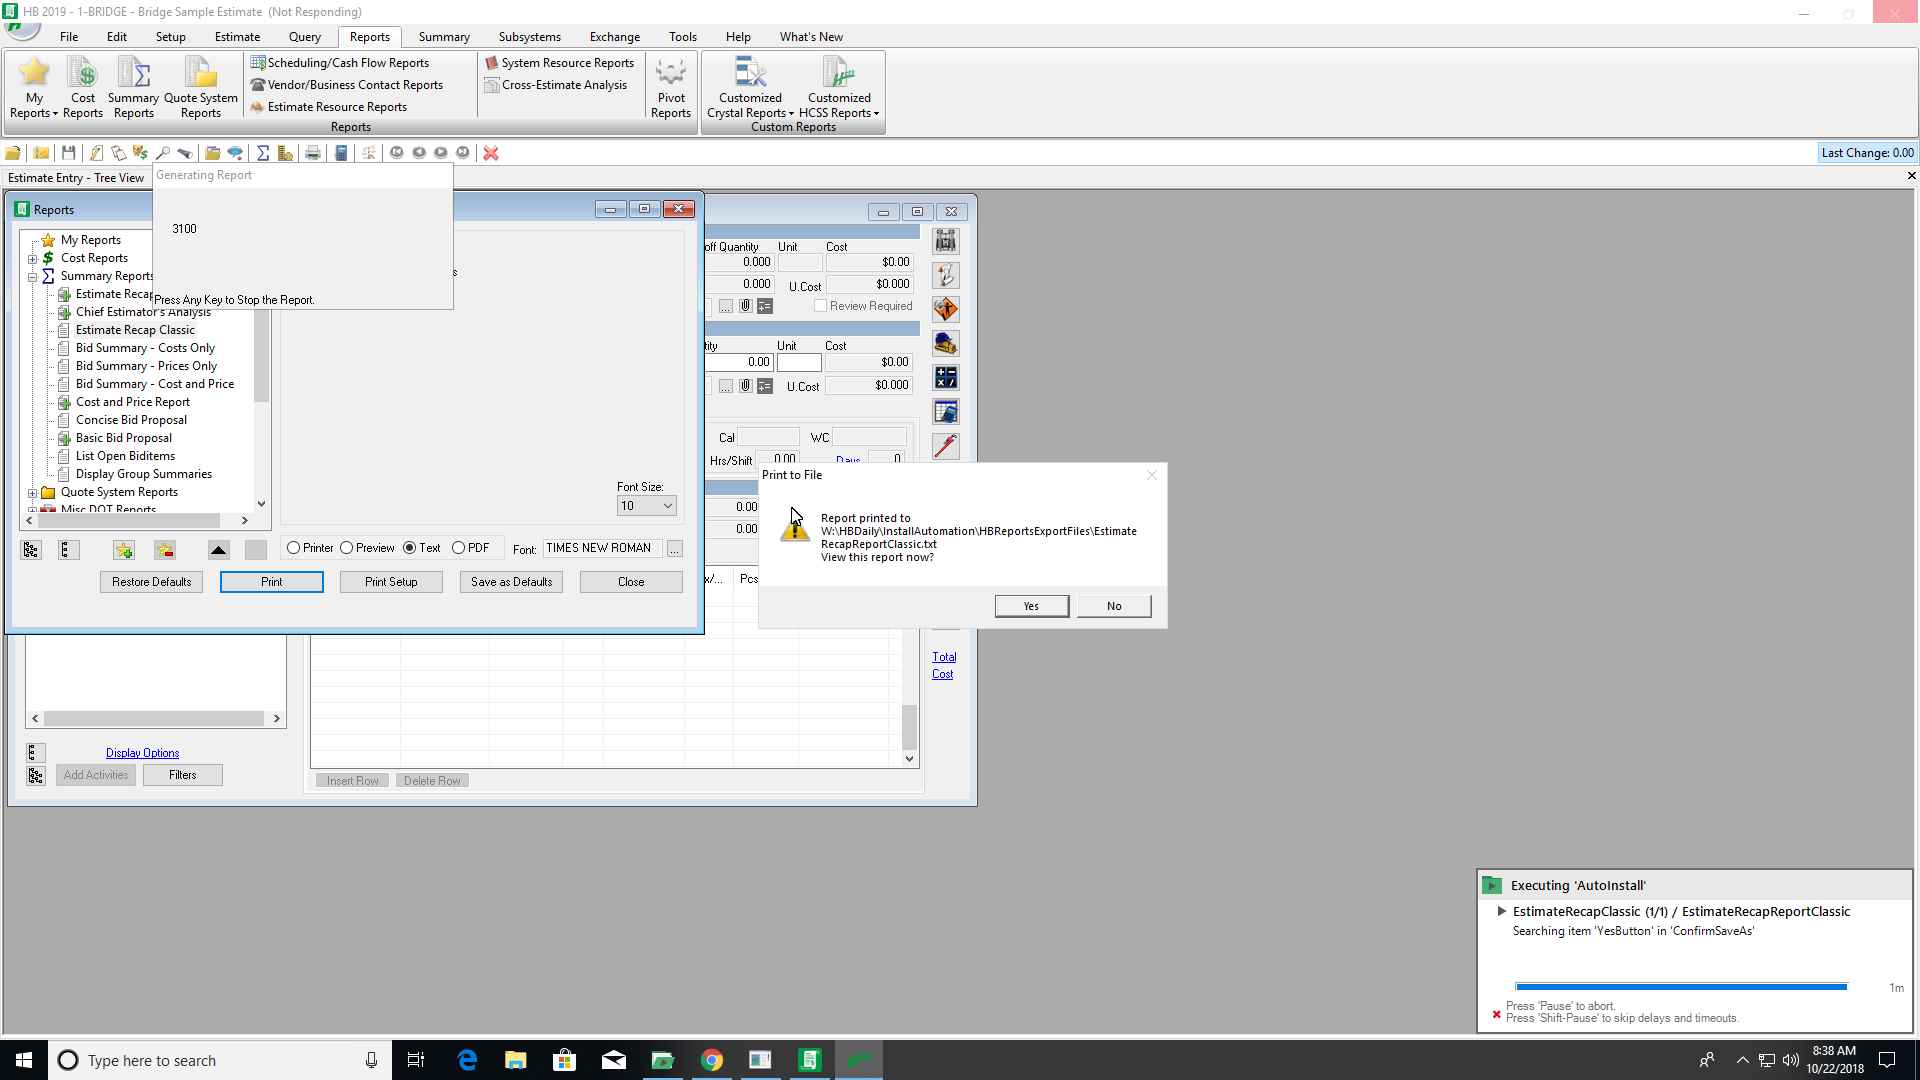 HB 2019 - 1-BRIDGE - Bridge Sample Estimate (Not Responding)
File Edit Setup Estimate Query Reports Summary Subsystems Exchange Tools Help What's New
My Reports
Cost Reports
Summary Reports
Quote System Reports
Scheduling/Cash Flow Reports
Vendor/Business Contact Reports
Estimate Resource Reports
System Resource Reports
Cross-Estimate Analysis
Pivot Reports
Customized Crystal Reports
Customized HCSS Reports
Reports
Custom Reports
Last Change: 0.00
Estimate Entry - Tree View
Generating Report
3100
Press Any Key to Stop the Report.
Reports
My Reports
Cost Reports
Summary Reports
Estimate Recap
Chief Estimator's Analysis
Estimate Recap Classic
Bid Summary - Costs Only
Bid Summary - Prices Only
Bid Summary - Cost and Price
Cost and Price Report
Concise Bid Proposal
Basic Bid Proposal
List Open Biditems
Display Group Summaries
Quote System Reports
Misc DOT Reports
Font Size:
10
Printer Preview Text PDF Font: TIMES NEW ROMAN ...
Restore Defaults Print Print Setup Save as Defaults Close
off Quantity Unit Cost
0.000 $0.00
0.000 U.Cost $0.000
... Review Required
Unit Cost
0.00 $0.00
... U.Cost $0.000
Cal WC
Hrs/Shift 0.00 Days 0
0.00
0.00
Pcs
Total
Cost
Print to File
Report printed to
W:\HBDaily\InstallAutomation\HBReportsExportFiles\Estimate
RecapReportClassic.txt
View this report now?
Yes No
Display Options
Add Activities Filters
Insert Row Delete Row
Executing 'AutoInstall'
EstimateRecapClassic (1/1) / EstimateRecapReportClassic
Searching item 'YesButton' in 'ConfirmSaveAs'
1m
Press 'Pause' to abort.
Press 'Shift-Pause' to skip delays and timeouts.
Type here to search
8:38 AM
10/22/2018